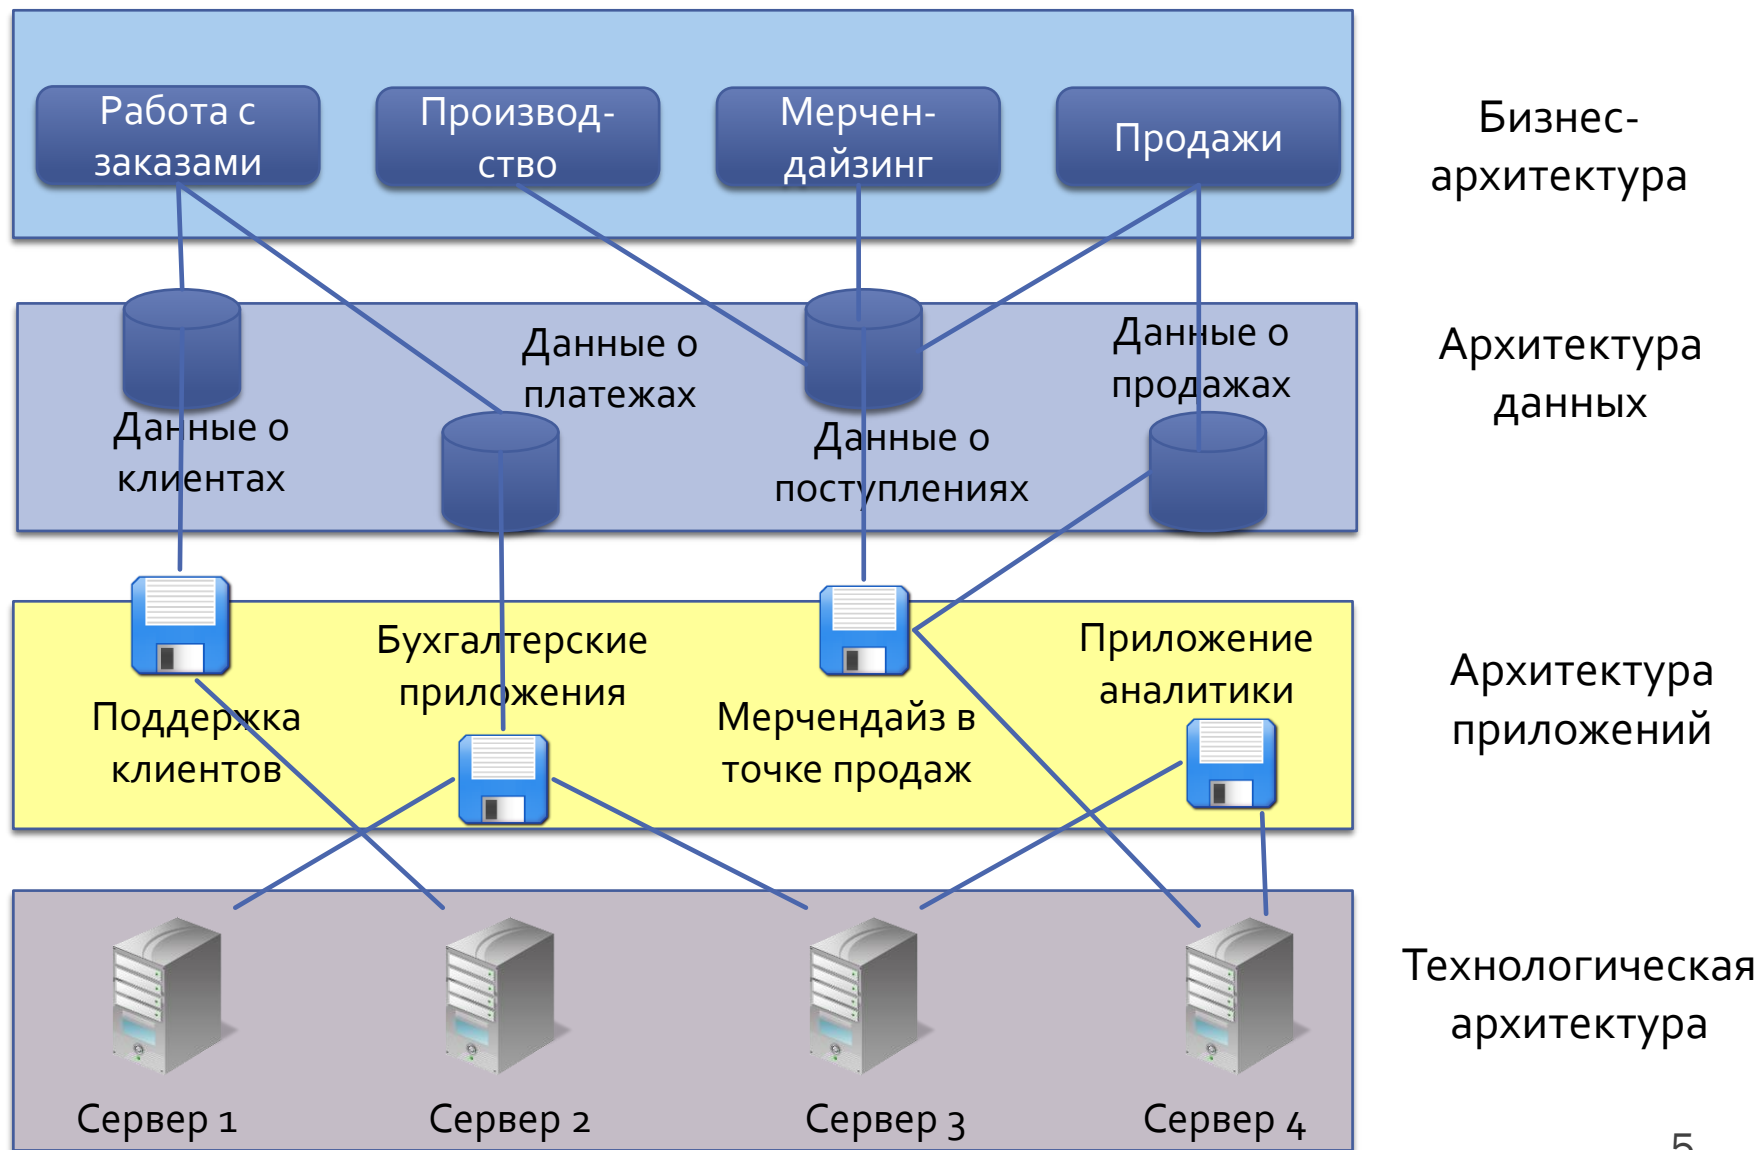 Работа с
заказами
Производ-
ство
Мерчен-
дайзинг
Продажи
Бизнес-
архитектура
Данные о
клиентах
Данные о
платежах
Данные о
поступлениях
Данные о
продажах
Архитектура
данных
Поддержка
клиентов
Бухгалтерские
приложения
Мерчендайз в
точке продаж
Приложение
аналитики
Архитектура
приложений
Сервер 1
Сервер 2
Сервер 3
Сервер 4
Технологическая
архитектура
5